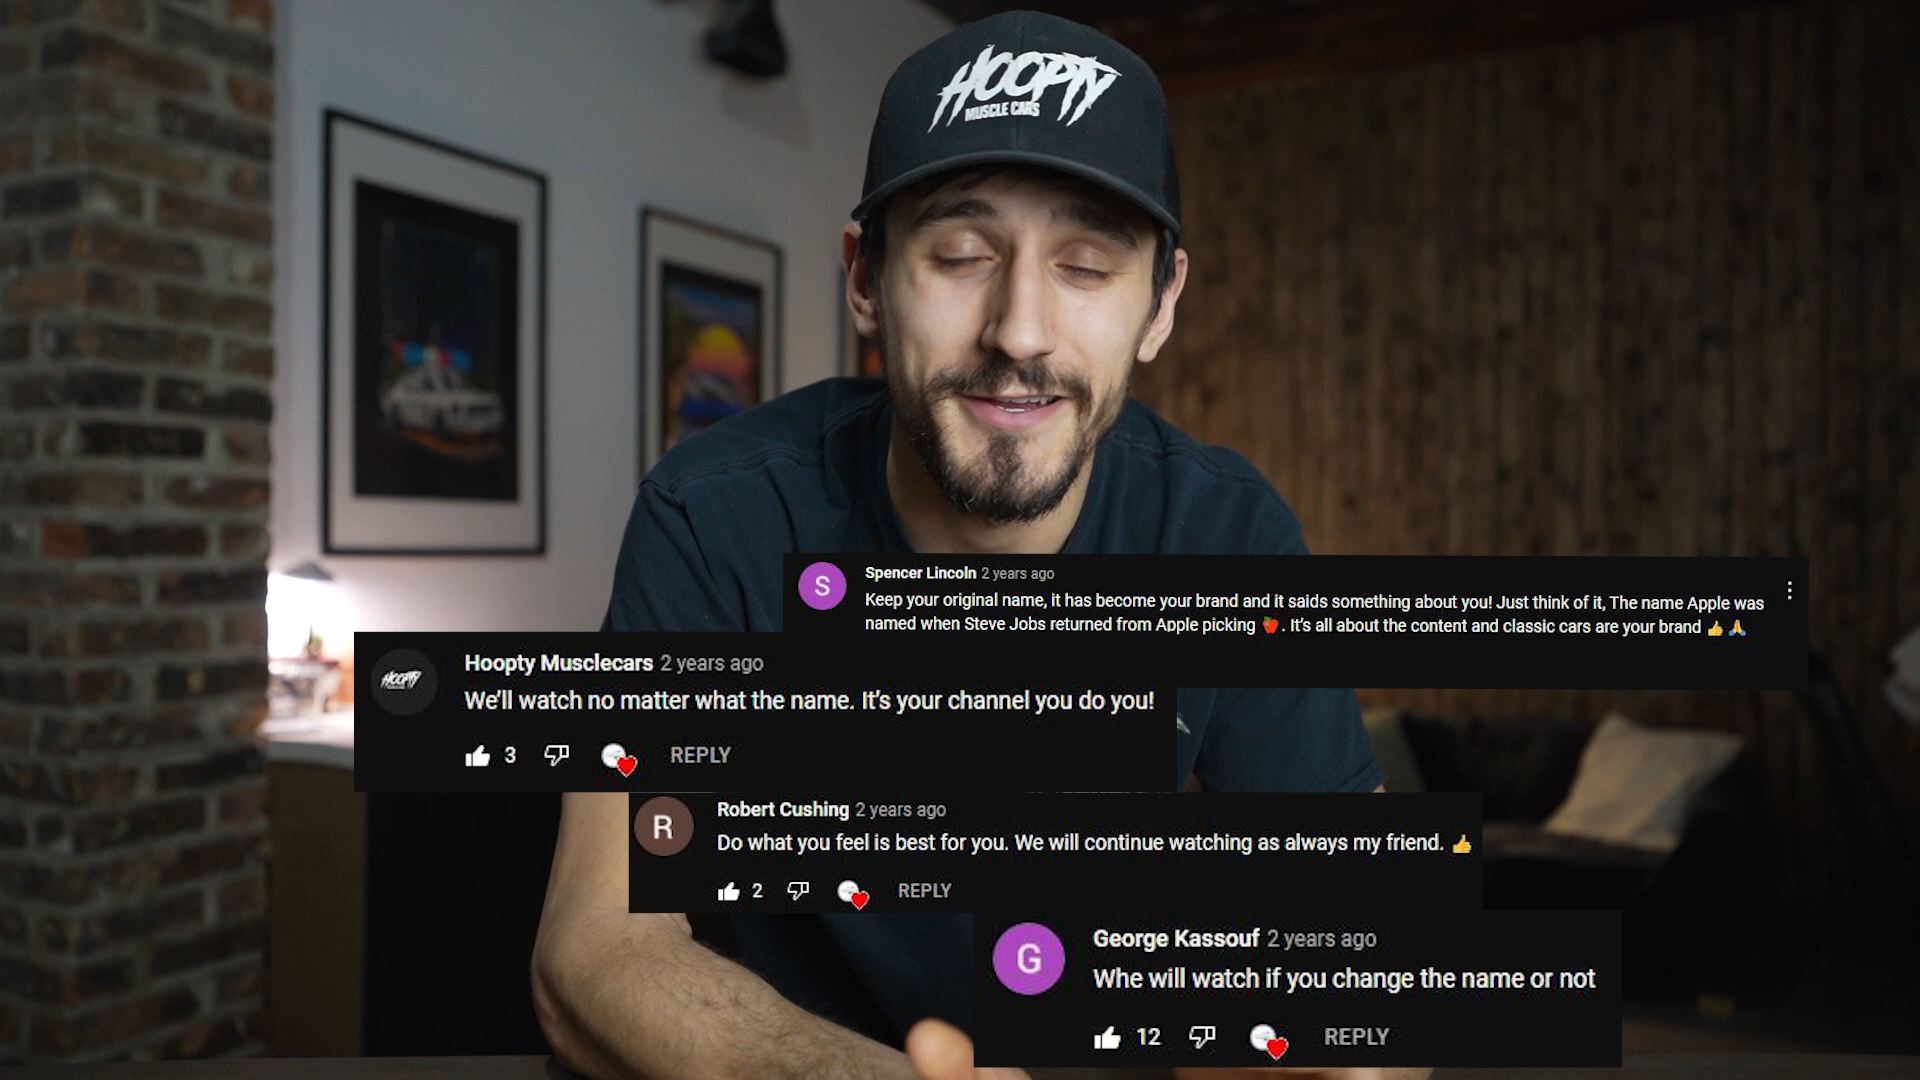 HOOPTY
MUSCLE CARS
S
Spencer Lincoln 2 years ago
Keep your original name, it has become your brand and it saids something about you! Just think of it, The name Apple was
named when Steve Jobs returned from Apple picking 🍎. It's all about the content and classic cars are your brand 👍🙏
HOOPTY
Hoopty Musclecars 2 years ago
We'll watch no matter what the name. It's your channel you do you!
3 REPLY
R
Robert Cushing 2 years ago
Do what you feel is best for you. We will continue watching as always my friend. 👍
2 REPLY
G
George Kassouf 2 years ago
Whe will watch if you change the name or not
12 REPLY